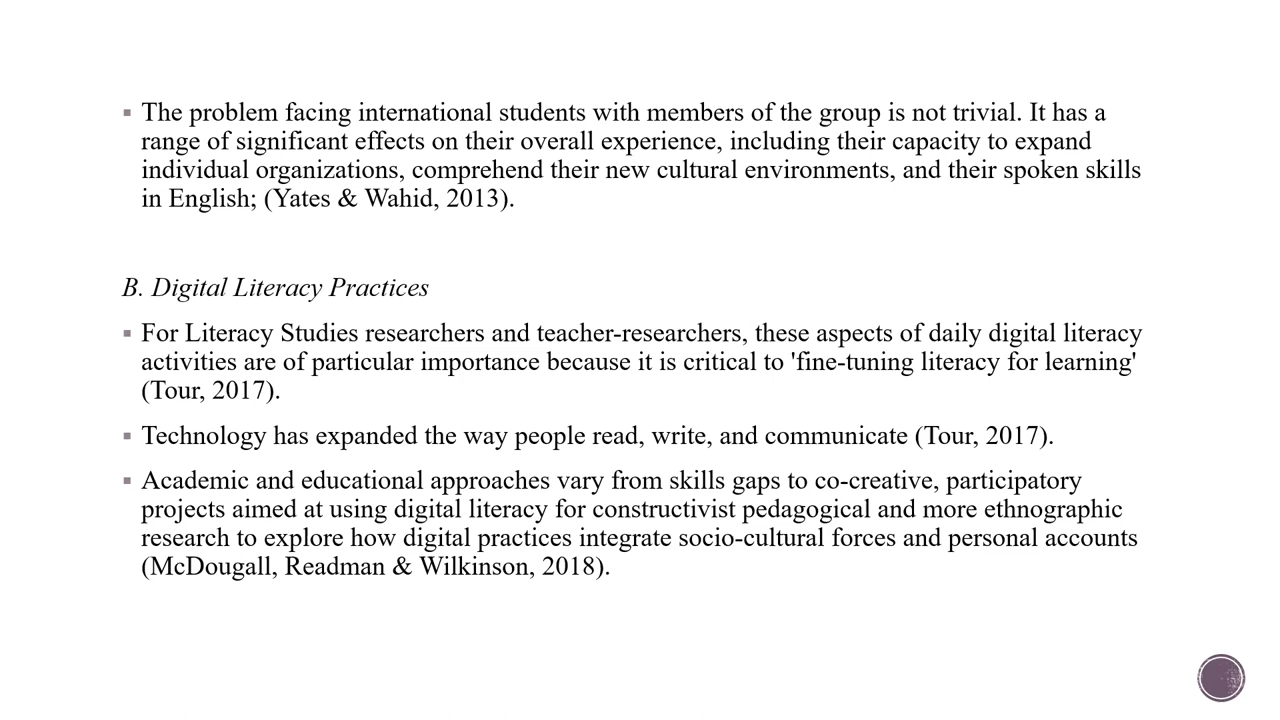 ▪ The problem facing international students with members of the group is not trivial. It has a
range of significant effects on their overall experience, including their capacity to expand
individual organizations, comprehend their new cultural environments, and their spoken skills
in English; (Yates & Wahid, 2013).
B. Digital Literacy Practices
▪ For Literacy Studies researchers and teacher-researchers, these aspects of daily digital literacy
activities are of particular importance because it is critical to 'fine-tuning literacy for learning'
(Tour, 2017).
▪ Technology has expanded the way people read, write, and communicate (Tour, 2017).
▪ Academic and educational approaches vary from skills gaps to co-creative, participatory
projects aimed at using digital literacy for constructivist pedagogical and more ethnographic
research to explore how digital practices integrate socio-cultural forces and personal accounts
(McDougall, Readman & Wilkinson, 2018).